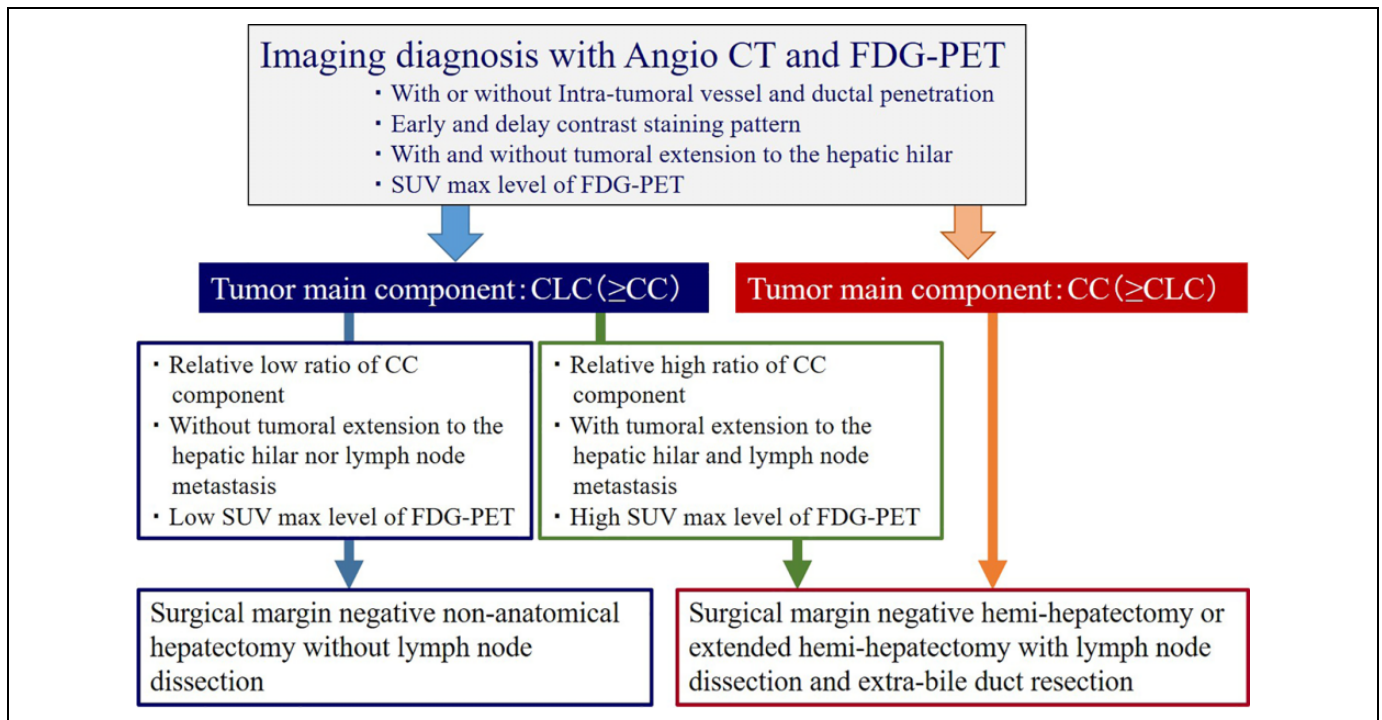 Imaging diagnosis with Angio CT and FDG-PET
・With or without Intra-tumoral vessel and ductal penetration
・Early and delay contrast staining pattern
・With and without tumoral extension to the hepatic hilar
・SUV max level of FDG-PET
Tumor main component：CLC（≥CC）
Tumor main component：CC（≥CLC）
・Relative low ratio of CC
component
・Without tumoral extension to the
hepatic hilar nor lymph node
metastasis
・Low SUV max level of FDG-PET
・Relative high ratio of CC
component
・With tumoral extension to the
hepatic hilar and lymph node
metastasis
・High SUV max level of FDG-PET
Surgical margin negative non-anatomical
hepatectomy without lymph node
dissection
Surgical margin negative hemi-hepatectomy or
extended hemi-hepatectomy with lymph node
dissection and extra-bile duct resection